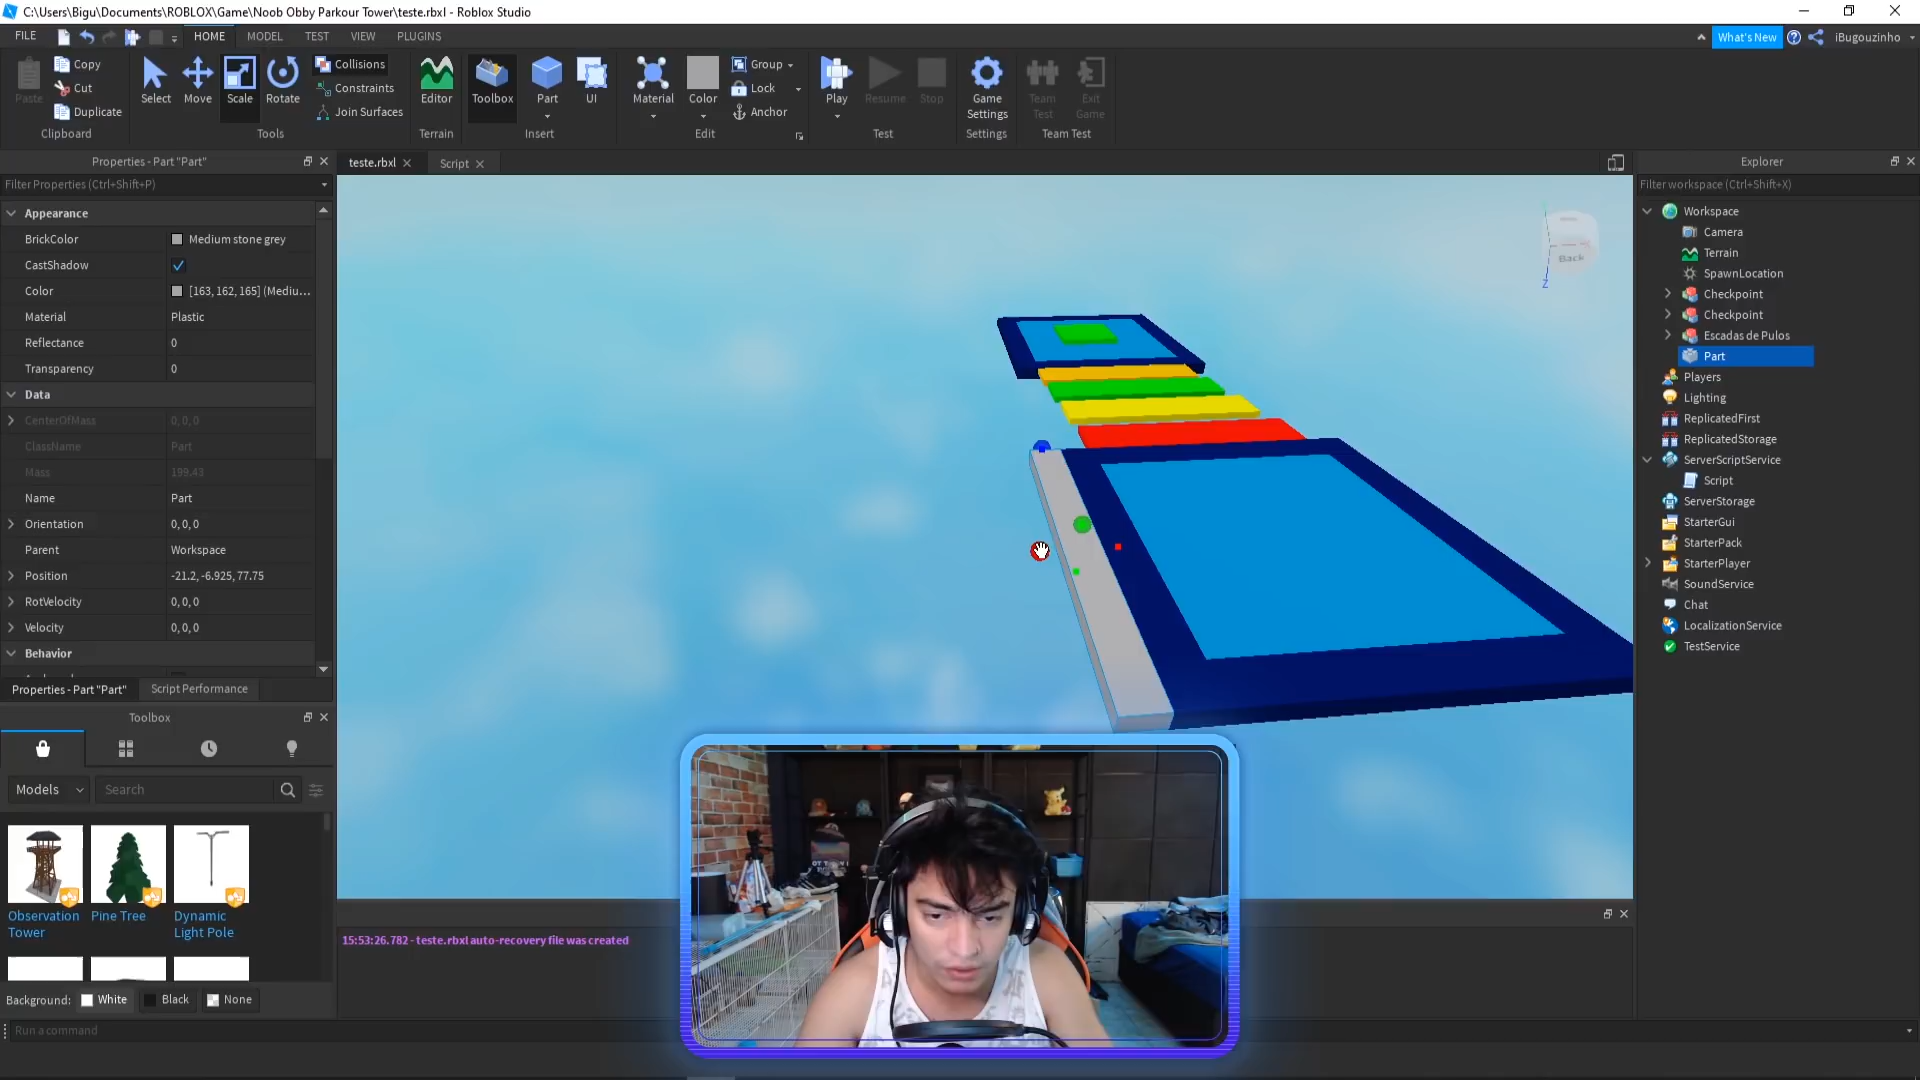 C:\Users\Bigu\Documents\ROBLOX\Game\Noob Obby Parkour Tower\teste.rbxl - Roblox Studio
FILE HOME MODEL TEST VIEW PLUGINS What's New iBugouzinho
Paste Copy Cut Duplicate Clipboard
Select Move Scale Rotate Collisions Constraints Join Surfaces Tools
Editor Terrain
Toolbox Part UI Insert
Material Color Group Lock Anchor Edit
Play Resume Stop Test
Game Settings Settings
Team Test Exit Game Team Test
Properties - Part "Part"
Filter Properties (Ctrl+Shift+P)
Appearance
BrickColor Medium stone grey
CastShadow
Color [163, 162, 165] (Mediu...
Material Plastic
Reflectance 0
Transparency 0
Data
CenterOfMass 0, 0, 0
ClassName Part
Mass 199.43
Name Part
Orientation 0, 0, 0
Parent Workspace
Position -21.2, -6.925, 77.75
RotVelocity 0, 0, 0
Velocity 0, 0, 0
Behavior
Properties - Part "Part" Script Performance
Toolbox
Models Search
Observation Tower
Pine Tree
Dynamic Light Pole
Background: White Black None
Run a command
teste.rbxl Script
Back
Z
15:53:26.782 - teste.rbxl auto-recovery file was created
Explorer
Filter workspace (Ctrl+Shift+X)
Workspace
Camera
Terrain
SpawnLocation
Checkpoint
Checkpoint
Escadas de Pulos
Part
Players
Lighting
ReplicatedFirst
ReplicatedStorage
ServerScriptService
Script
ServerStorage
StarterGui
StarterPack
StarterPlayer
SoundService
Chat
LocalizationService
TestService